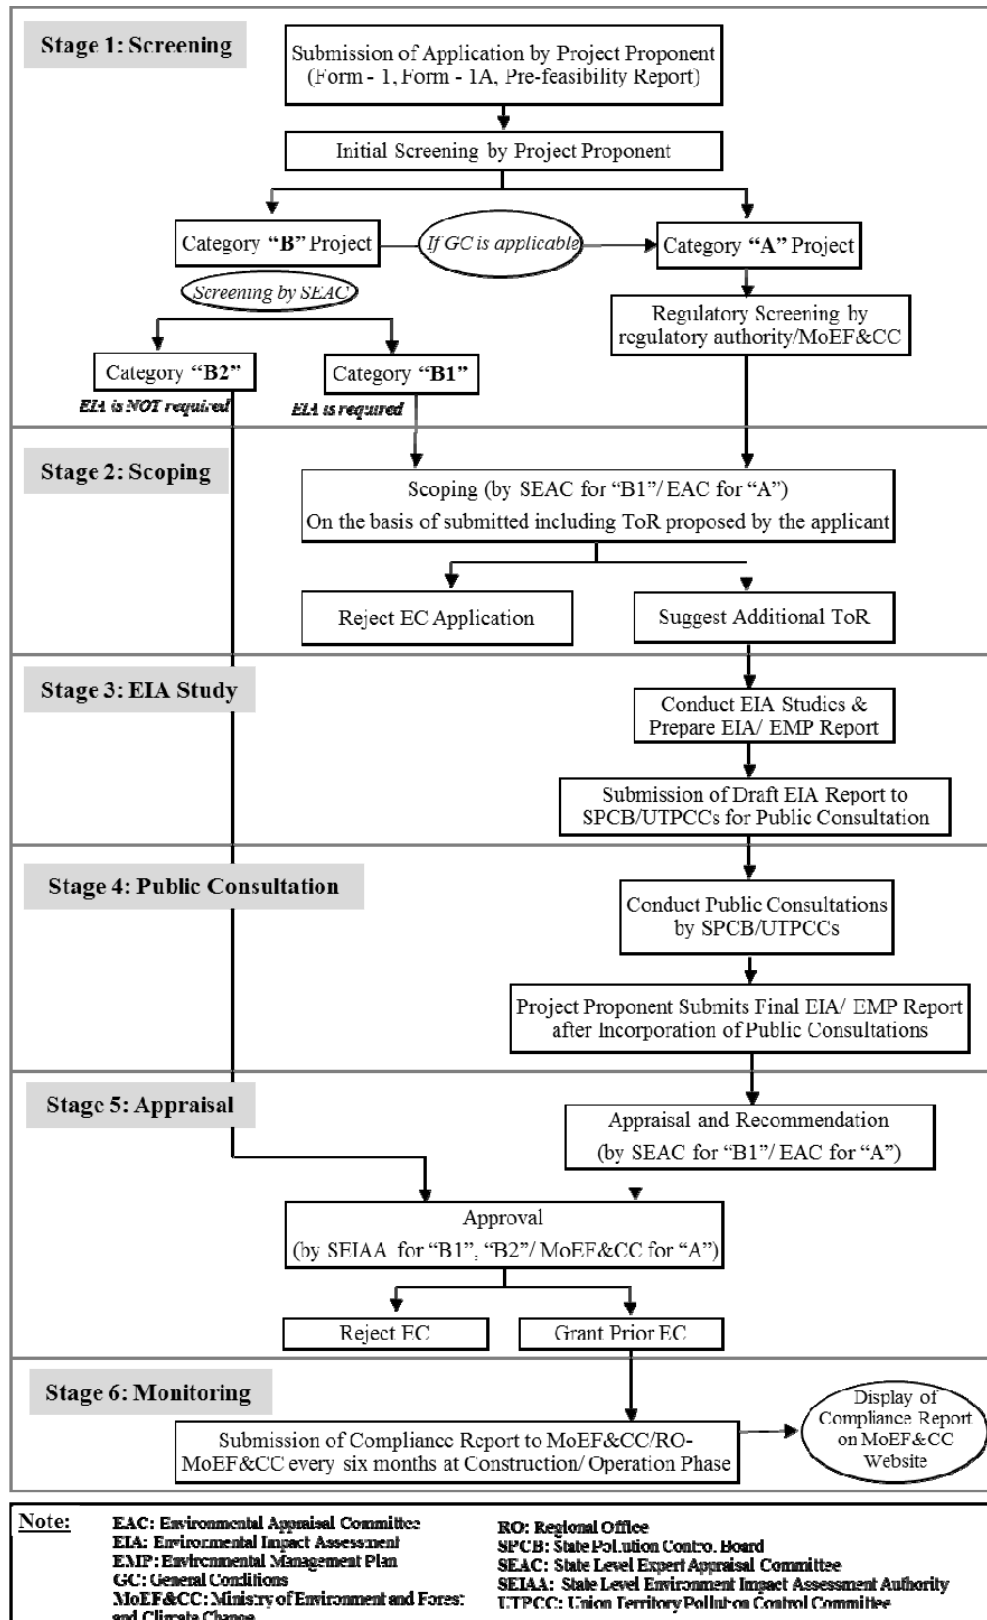 Stage 1: Screening
Submission of Application by Project Proponent
(Form - 1, Form - 1A, Pre-feasibility Report)
Initial Screening by Project Proponent
Category “B” Project
If GC is applicable
Category “A” Project
Screening by SEAC
Regulatory Screening by
regulatory authority/MoEF&CC
Category “B2”
Category “B1”
EIA is NOT required
EIA is required
Stage 2: Scoping
Scoping (by SEAC for “B1”/ EAC for “A”)
On the basis of submitted including ToR proposed by the applicant
Reject EC Application
Suggest Additional ToR
Stage 3: EIA Study
Conduct EIA Studies &
Prepare EIA/ EMP Report
Submission of Draft EIA Report to
SPCB/UTPCCs for Public Consultation
Stage 4: Public Consultation
Conduct Public Consultations
by SPCB/UTPCCs
Project Proponent Submits Final EIA/ EMP Report
after Incorporation of Public Consultations
Stage 5: Appraisal
Appraisal and Recommendation
(by SEAC for “B1”/ EAC for “A”)
Approval
(by SEIAA for “B1”, “B2”/ MoEF&CC for “A”)
Reject EC
Grant Prior EC
Stage 6: Monitoring
Submission of Compliance Report to MoEF&CC/RO-
MoEF&CC every six months at Construction/ Operation Phase
Display of
Compliance Report
on MoEF&CC
Website
Note:
EAC: Environmental Appraisal Committee
EIA: Environmental Impact Assessment
EMP: Environmental Management Plan
GC: General Conditions
MoEF&CC: Ministry of Environment and Forest
and Climate Change
RO: Regional Office
SPCB: State Pollution Control Board
SEAC: State Level Expert Appraisal Committee
SEIAA: State Level Environment Impact Assessment Authority
UTPCC: Union Territory Pollution Control Committee